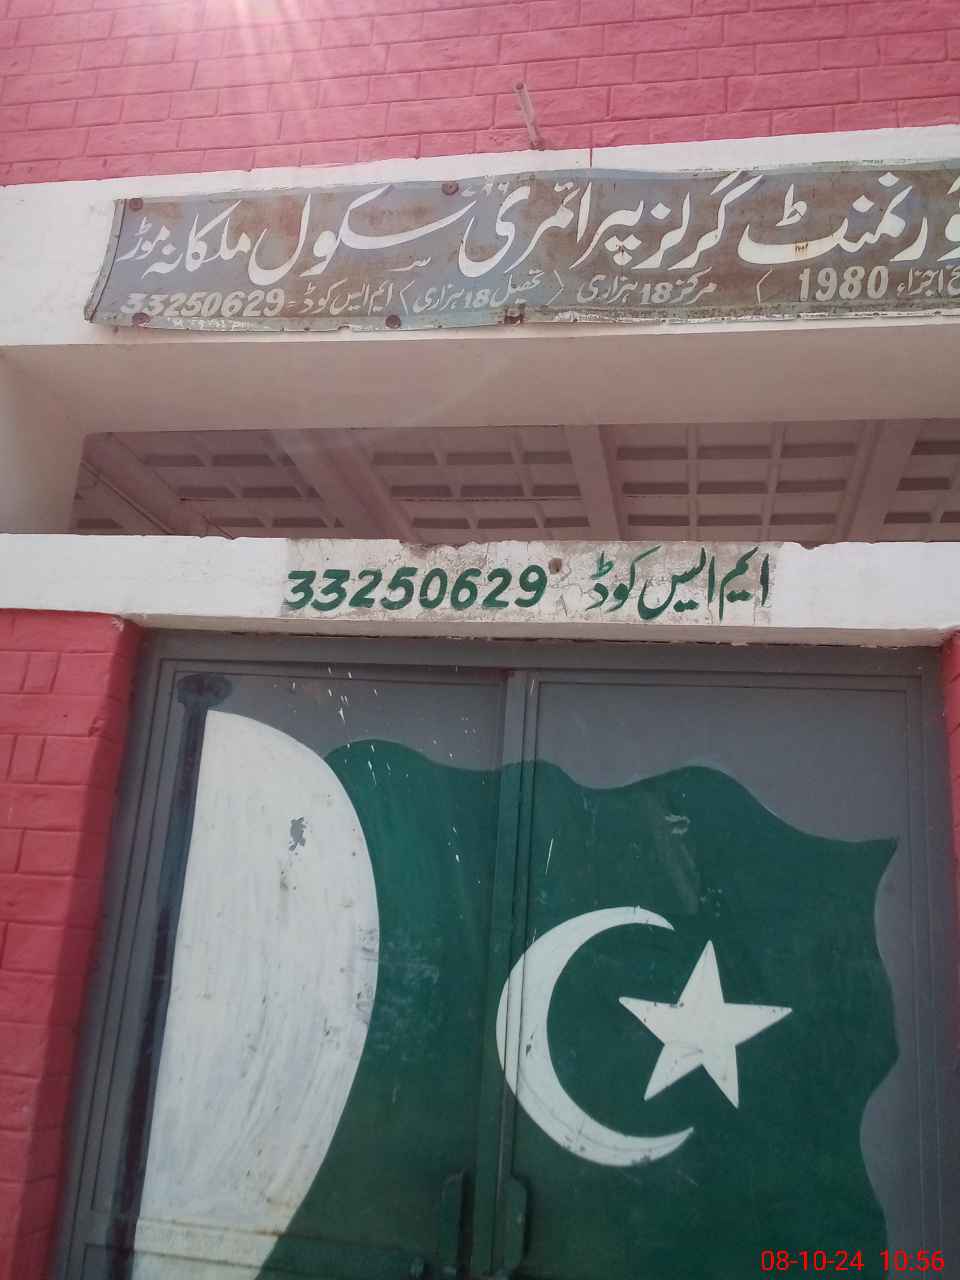 گورنمنٹ گرلز پرائمری سکول ملکانہ موڑ
اجراء 1980 ( مرکز 18 ہزاری ) تحصیل 18 ہزاری ( ایم ایس کوڈ = 33250629
ایم ایس کوڈ 33250629
08-10-24 10:56